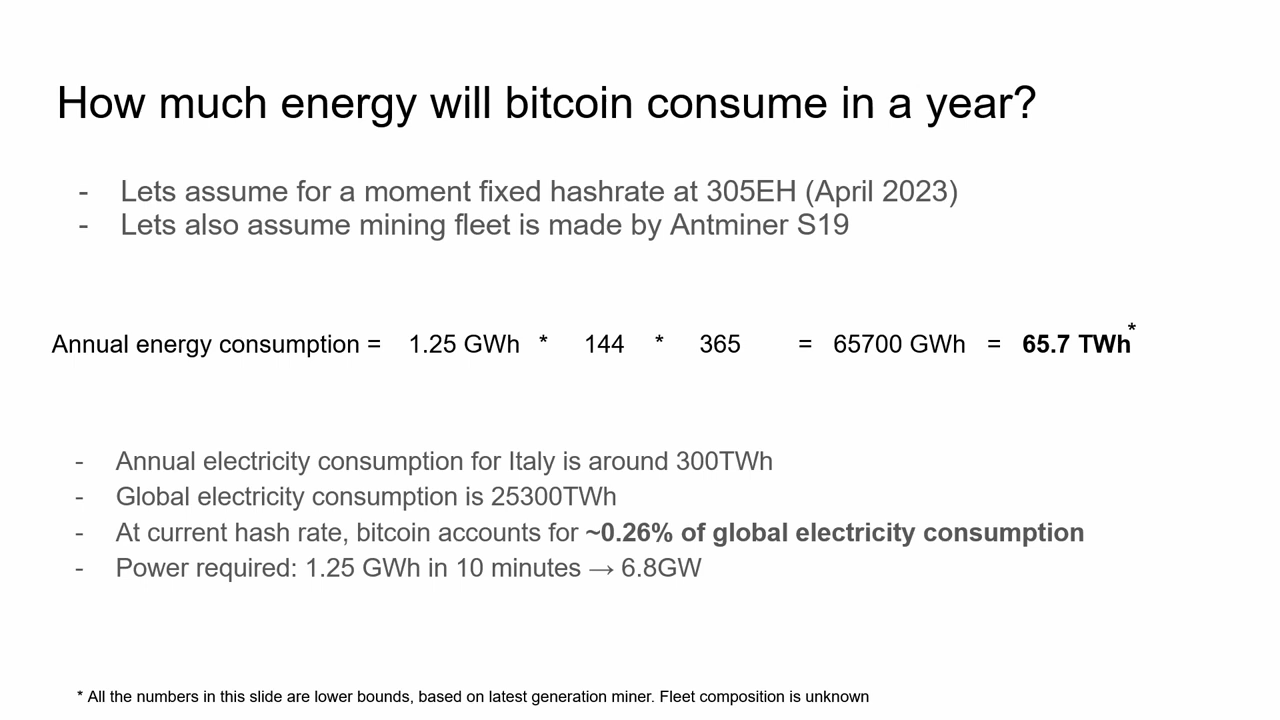 How much energy will bitcoin consume in a year?
- Lets assume for a moment fixed hashrate at 305EH (April 2023)
- Lets also assume mining fleet is made by Antminer S19
Annual energy consumption = 1.25 GWh * 144 * 365 = 65700 GWh = 65.7 TWh*
- Annual electricity consumption for Italy is around 300TWh
- Global electricity consumption is 25300TWh
- At current hash rate, bitcoin accounts for ~0.26% of global electricity consumption
- Power required: 1.25 GWh in 10 minutes → 6.8GW
* All the numbers in this slide are lower bounds, based on latest generation miner. Fleet composition is unknown